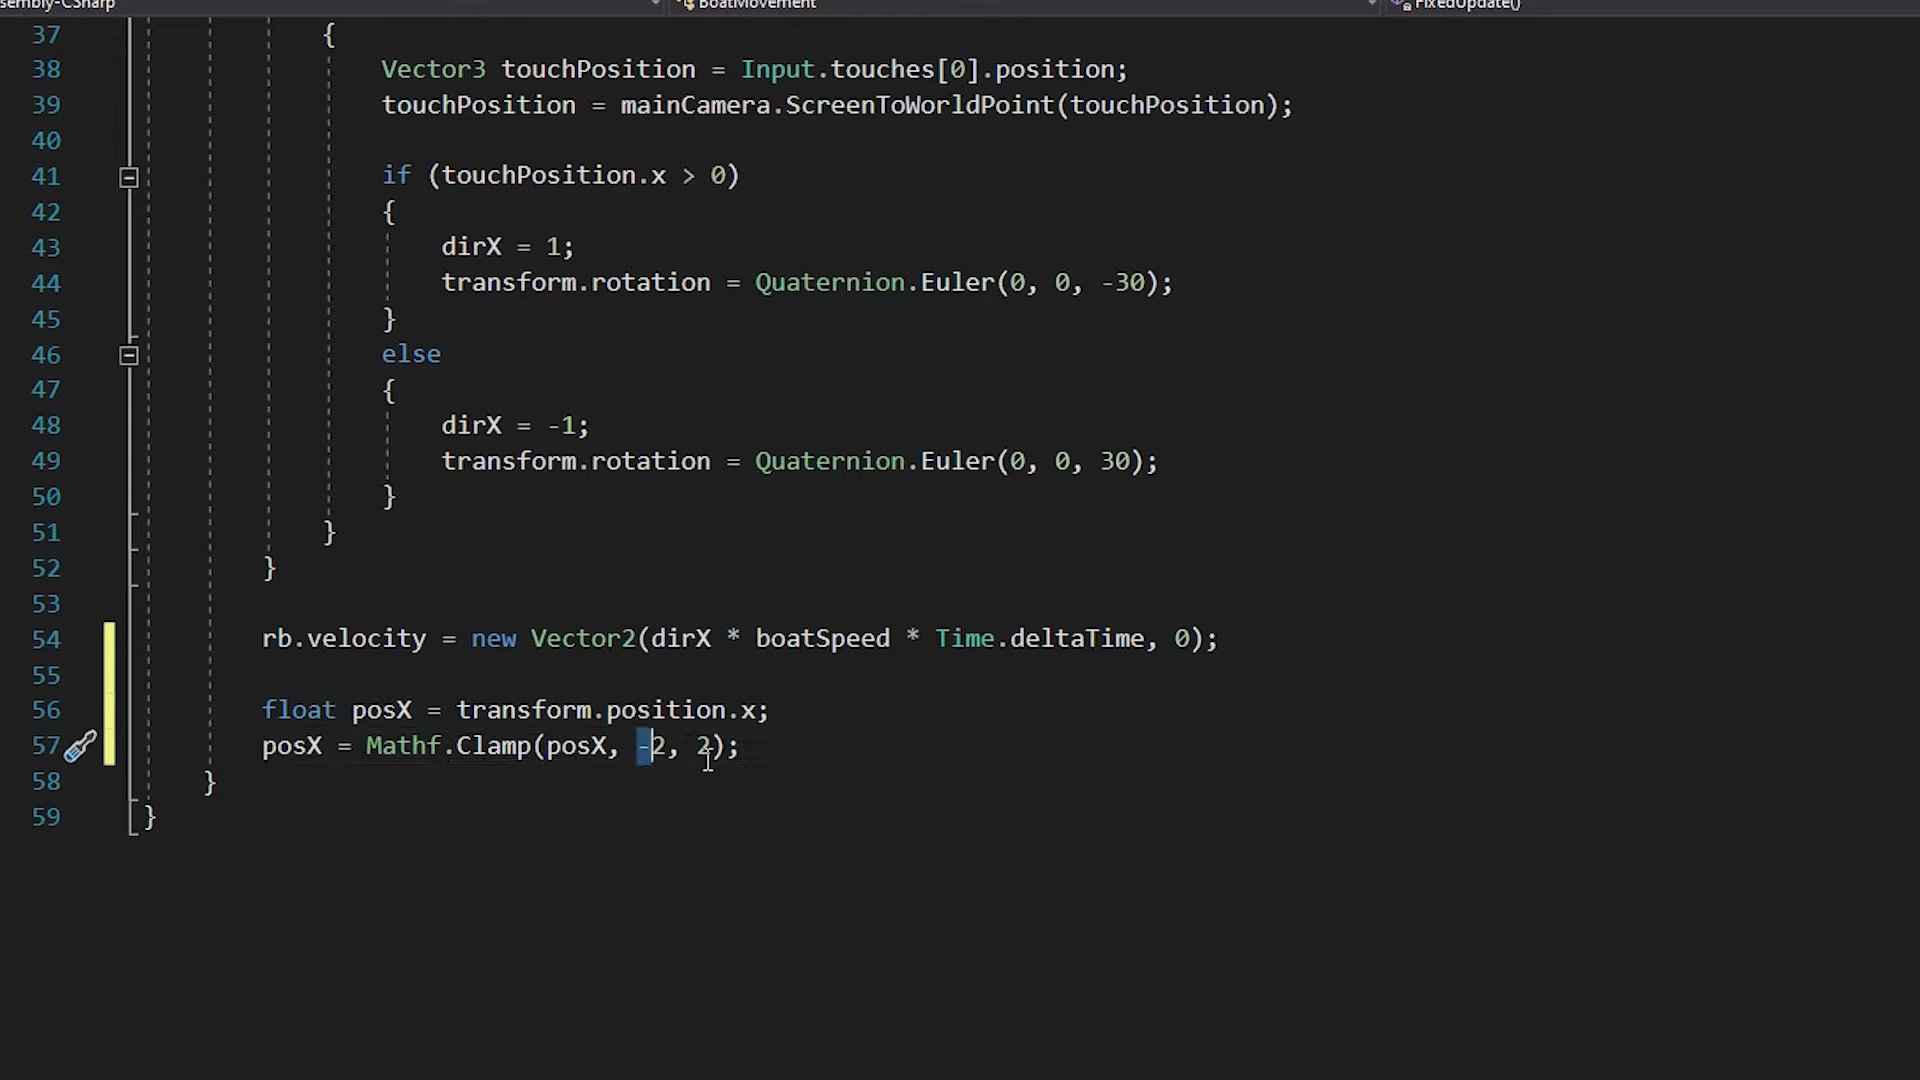 sembly-CSharp BoatMovement FixedUpdate()
37 {
38 Vector3 touchPosition = Input.touches[0].position;
39 touchPosition = mainCamera.ScreenToWorldPoint(touchPosition);
40
41 if (touchPosition.x > 0)
42 {
43 dirX = 1;
44 transform.rotation = Quaternion.Euler(0, 0, -30);
45 }
46 else
47 {
48 dirX = -1;
49 transform.rotation = Quaternion.Euler(0, 0, 30);
50 }
51 }
52 }
53
54 rb.velocity = new Vector2(dirX * boatSpeed * Time.deltaTime, 0);
55
56 float posX = transform.position.x;
57 posX = Mathf.Clamp(posX, -2, 2);
58 }
59 }